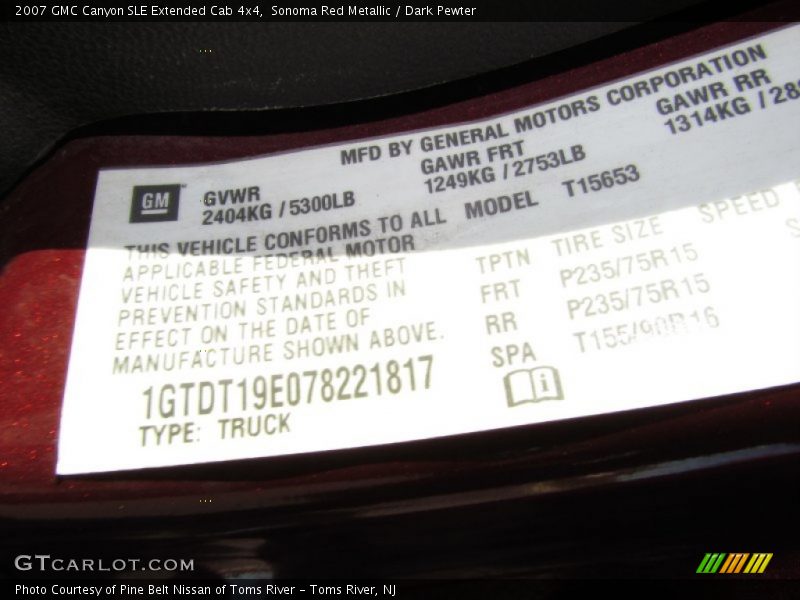 2007 GMC Canyon SLE Extended Cab 4x4,  Sonoma Red Metallic / Dark Pewter
MFD BY GENERAL MOTORS CORPORATION
GM
GVWR
2404KG / 5300LB
GAWR FRT
1249KG / 2753LB
GAWR RR
1314KG /
THIS VEHICLE CONFORMS TO ALL
APPLICABLE FEDERAL MOTOR
VEHICLE SAFETY AND THEFT
PREVENTION STANDARDS IN
EFFECT ON THE DATE OF
MANUFACTURE SHOWN ABOVE.
1GTDT19E078221817
TYPE: TRUCK
MODEL T15653
TPTN TIRE SIZE SPEED
FRT P235/75R15
RR P235/75R15
SPA T155/90R16
i
GTCARLOT.COM
Photo Courtesy of Pine Belt Nissan of Toms River – Toms River, NJ